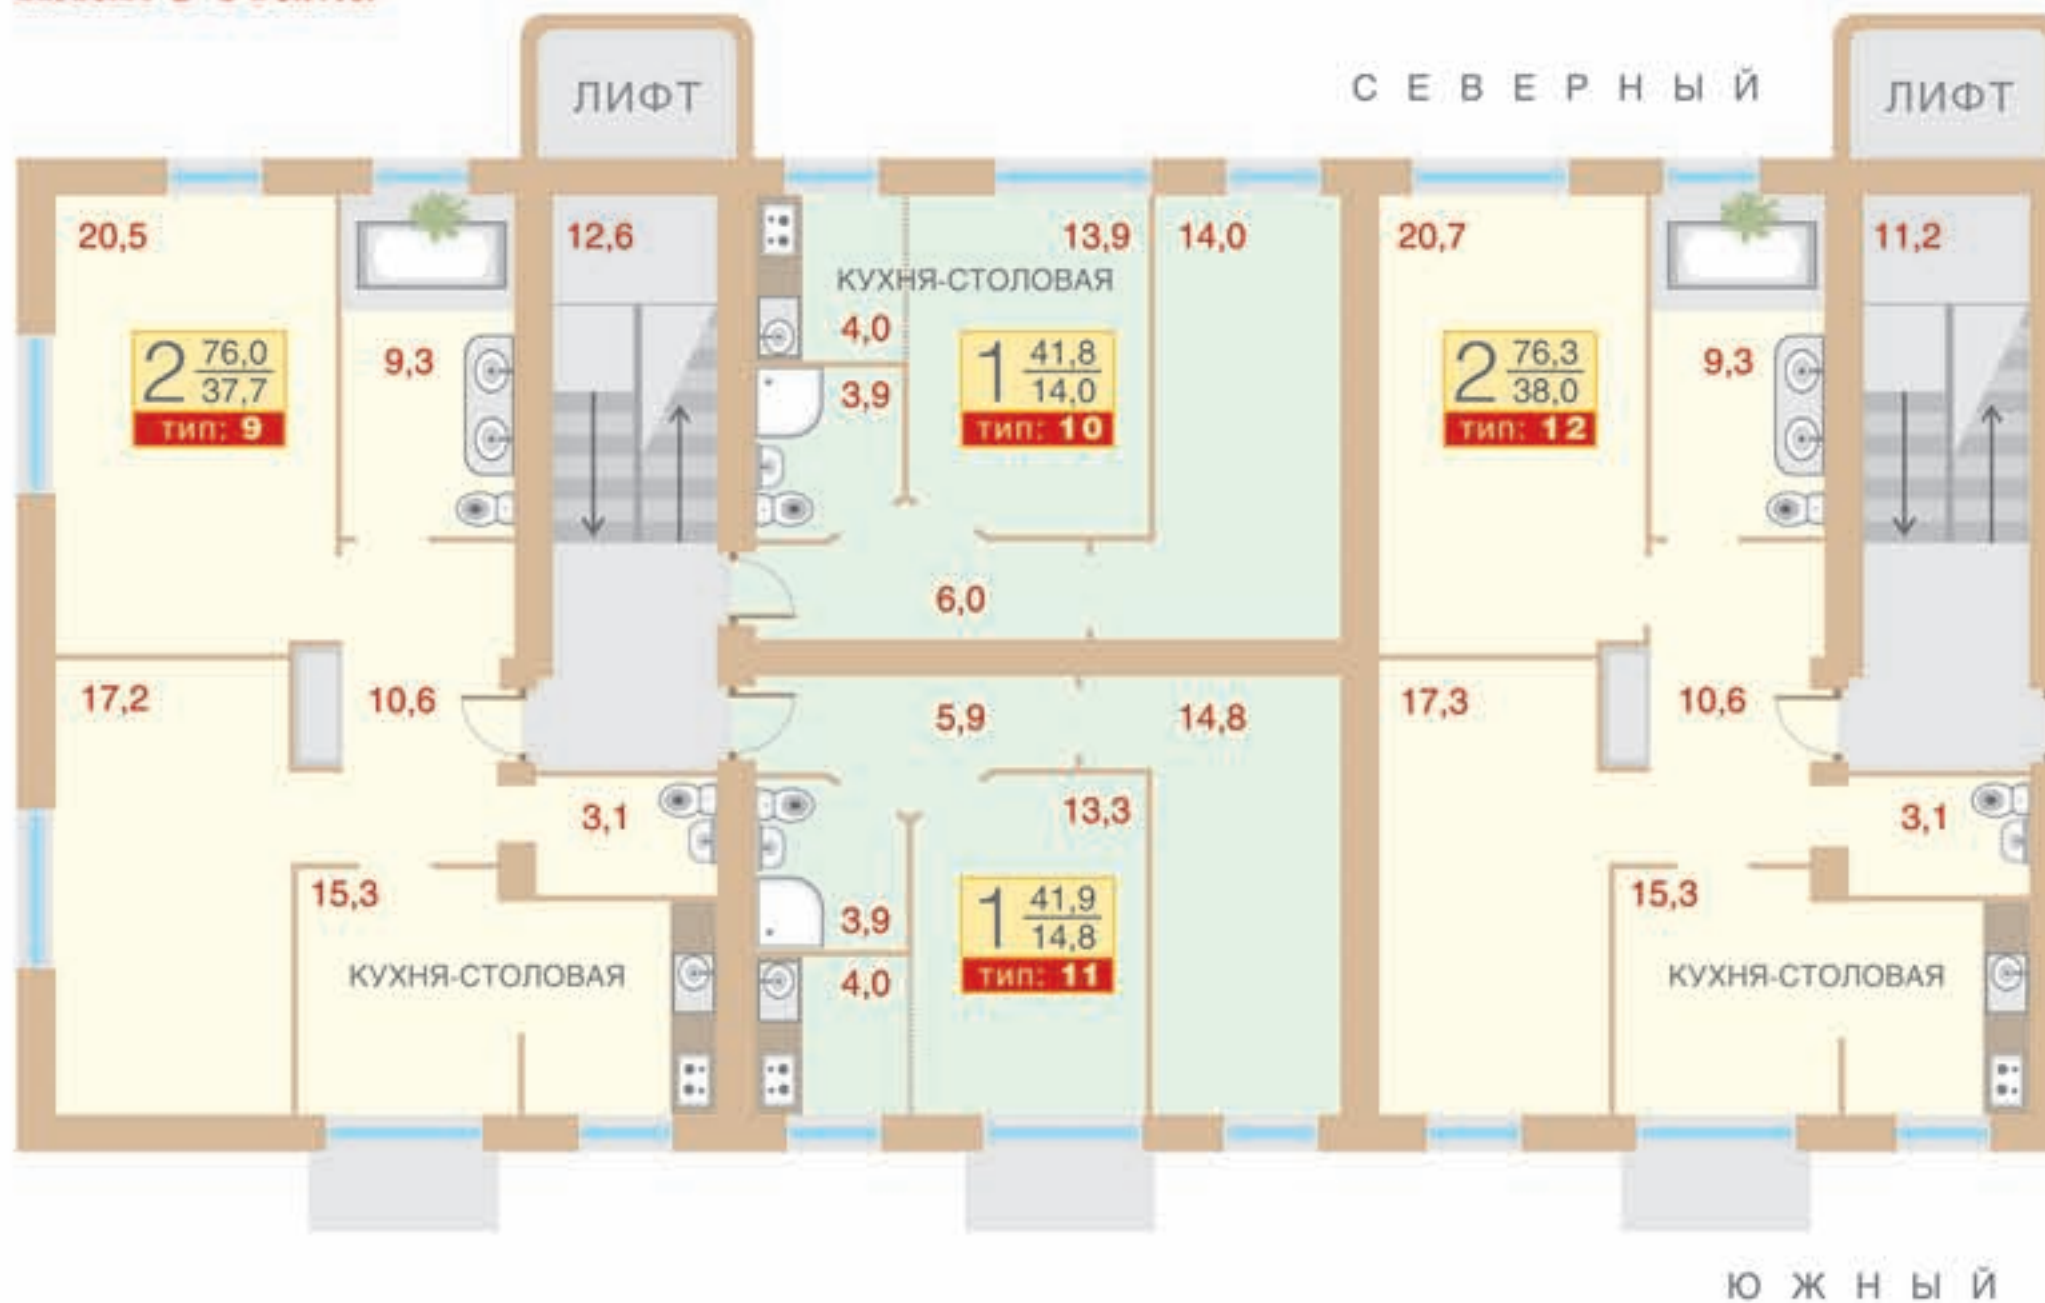 ЛИФТ
СЕВЕРНЫЙ
ЛИФТ
20,5
12,6
13,9
14,0
20,7
11,2
КУХНЯ-СТОЛОВАЯ
4,0
2 76,0
37,7
тип: 9
9,3
3,9
1 41,8
14,0
тип: 10
2 76,3
38,0
тип: 12
9,3
6,0
17,2
10,6
5,9
14,8
17,3
10,6
3,1
13,3
3,1
15,3
3,9
1 41,9
14,8
тип: 11
15,3
КУХНЯ-СТОЛОВАЯ
4,0
КУХНЯ-СТОЛОВАЯ
ЮЖНЫЙ